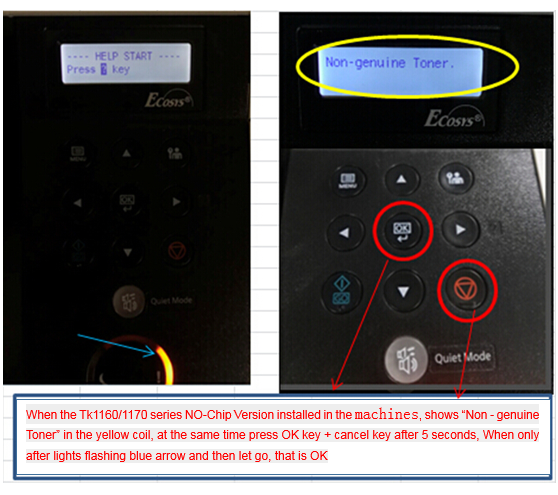 ---- HELP START ----
Press ? key
ECOSYS®
MENU
Quiet Mode
Non-genuine Toner.
ECOSYS®
MENU
OK
Quiet Mode
When the Tk1160/1170 series NO-Chip Version installed in the machines, shows “Non - genuine
Toner” in the yellow coil, at the same time press OK key + cancel key after 5 seconds, When only
after lights flashing blue arrow and then let go, that is OK